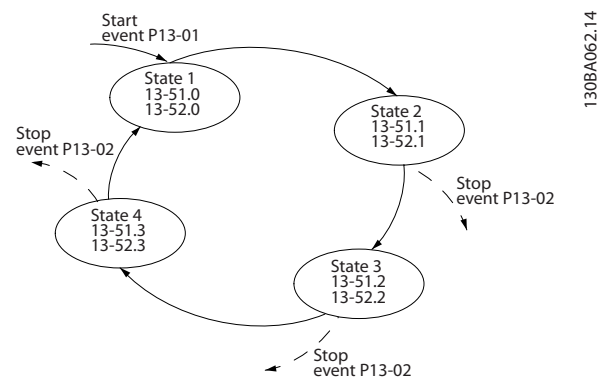 Start
event P13-01
130BA062.14
State 1
13-51.0
13-52.0
State 2
13-51.1
13-52.1
Stop
event P13-02
Stop
event P13-02
State 4
13-51.3
13-52.3
State 3
13-51.2
13-52.2
Stop
event P13-02